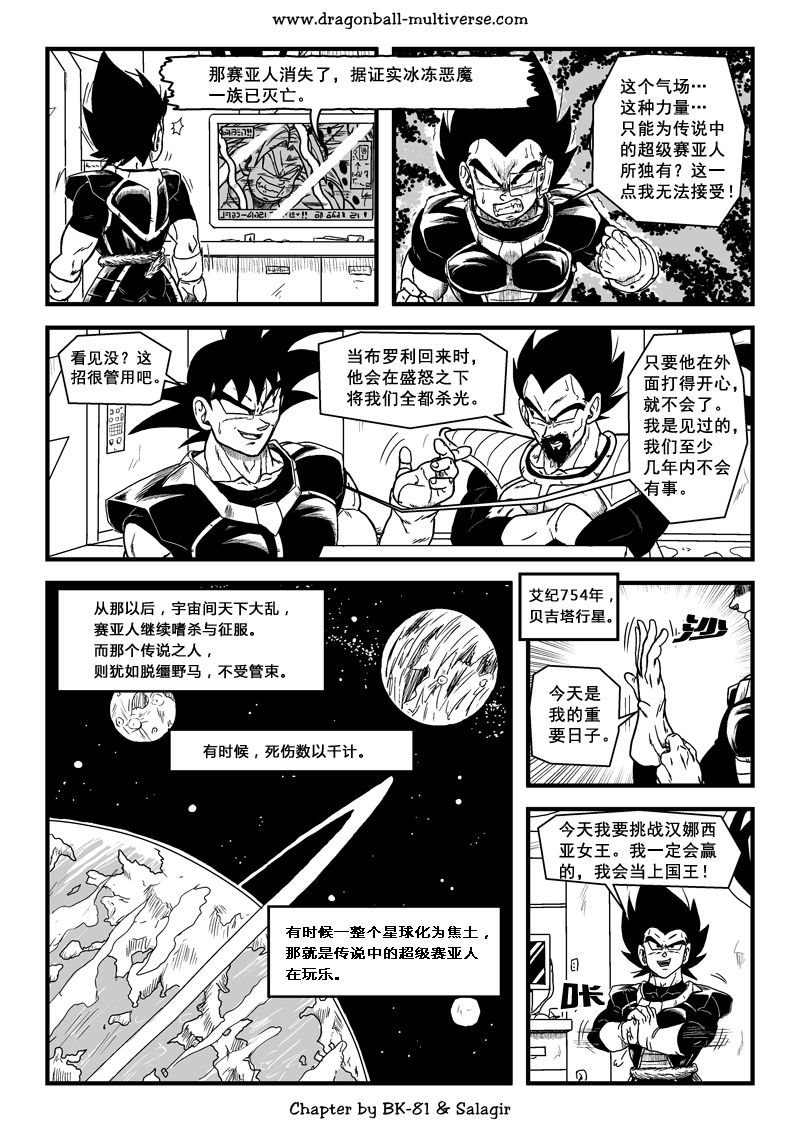 www.dragonball-multiverse.com
那赛亚人消失了，据证实冰冻恶魔
一族已灭亡。
这个气场…
这种力量…
只能为传说中
的超级赛亚人
所独有？这一
点我无法接受！
看见没？这
招很管用吧。
当布罗利回来时，
他会在盛怒之下
将我们全都杀光。
只要他在外
面打得开心，
就不会了。
我是见过的，
我们至少
几年内不会
有事。
从那以后，宇宙间天下大乱，
赛亚人继续嗜杀与征服。
而那个传说之人，
则犹如脱缰野马，不受管束。
有时候，死伤数以千计。
有时候一整个星球化为焦土，
那就是传说中的超级赛亚人
在玩乐。
艾纪754年，
贝吉塔行星。
沙
今天是
我的重
要日子。
今天我要挑战汉娜西
亚女王。我一定会赢
的，我会当上国王！
咔
Chapter by BK-81 & Salagir